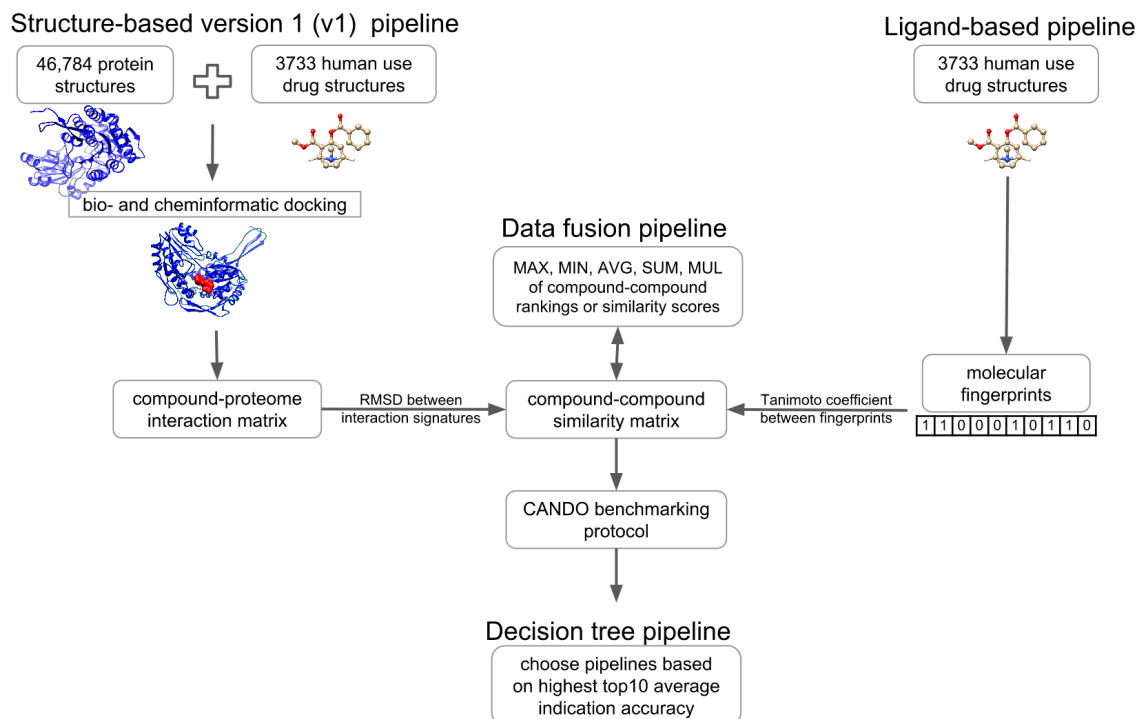 Structure-based version 1 (v1) pipeline
46,784 protein
structures
3733 human use
drug structures
bio- and cheminformatic docking
compound-proteome
interaction matrix
RMSD between
interaction signatures
Data fusion pipeline
MAX, MIN, AVG, SUM, MUL
of compound-compound
rankings or similarity scores
compound-compound
similarity matrix
Ligand-based pipeline
3733 human use
drug structures
molecular
fingerprints
1 1 0 0 0 1 0 1 1 0
Tanimoto coefficient
between fingerprints
CANDO benchmarking
protocol
Decision tree pipeline
choose pipelines based
on highest top10 average
indication accuracy